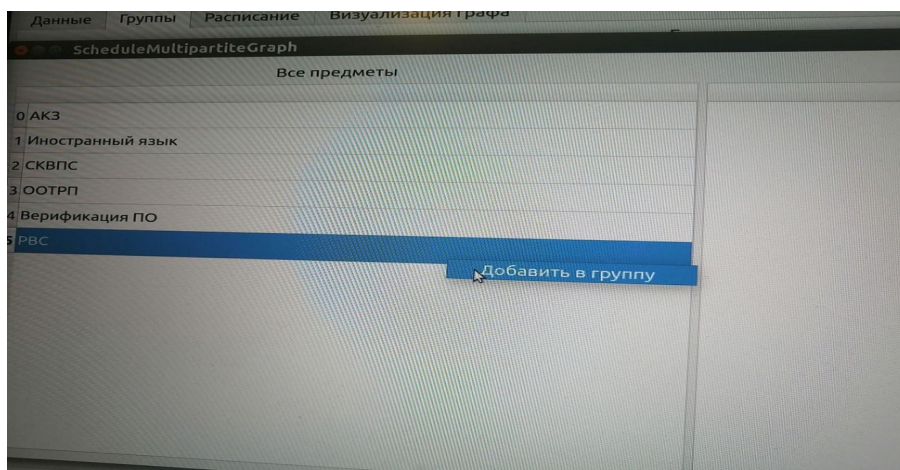 Данные Группы Расписание Визуализация графа
ScheduleMultipartiteGraph
Все предметы
0 АКЗ
1 Иностранный язык
2 СКВПС
3 ООТРП
4 Верификация ПО
5 РВС
Добавить в группу